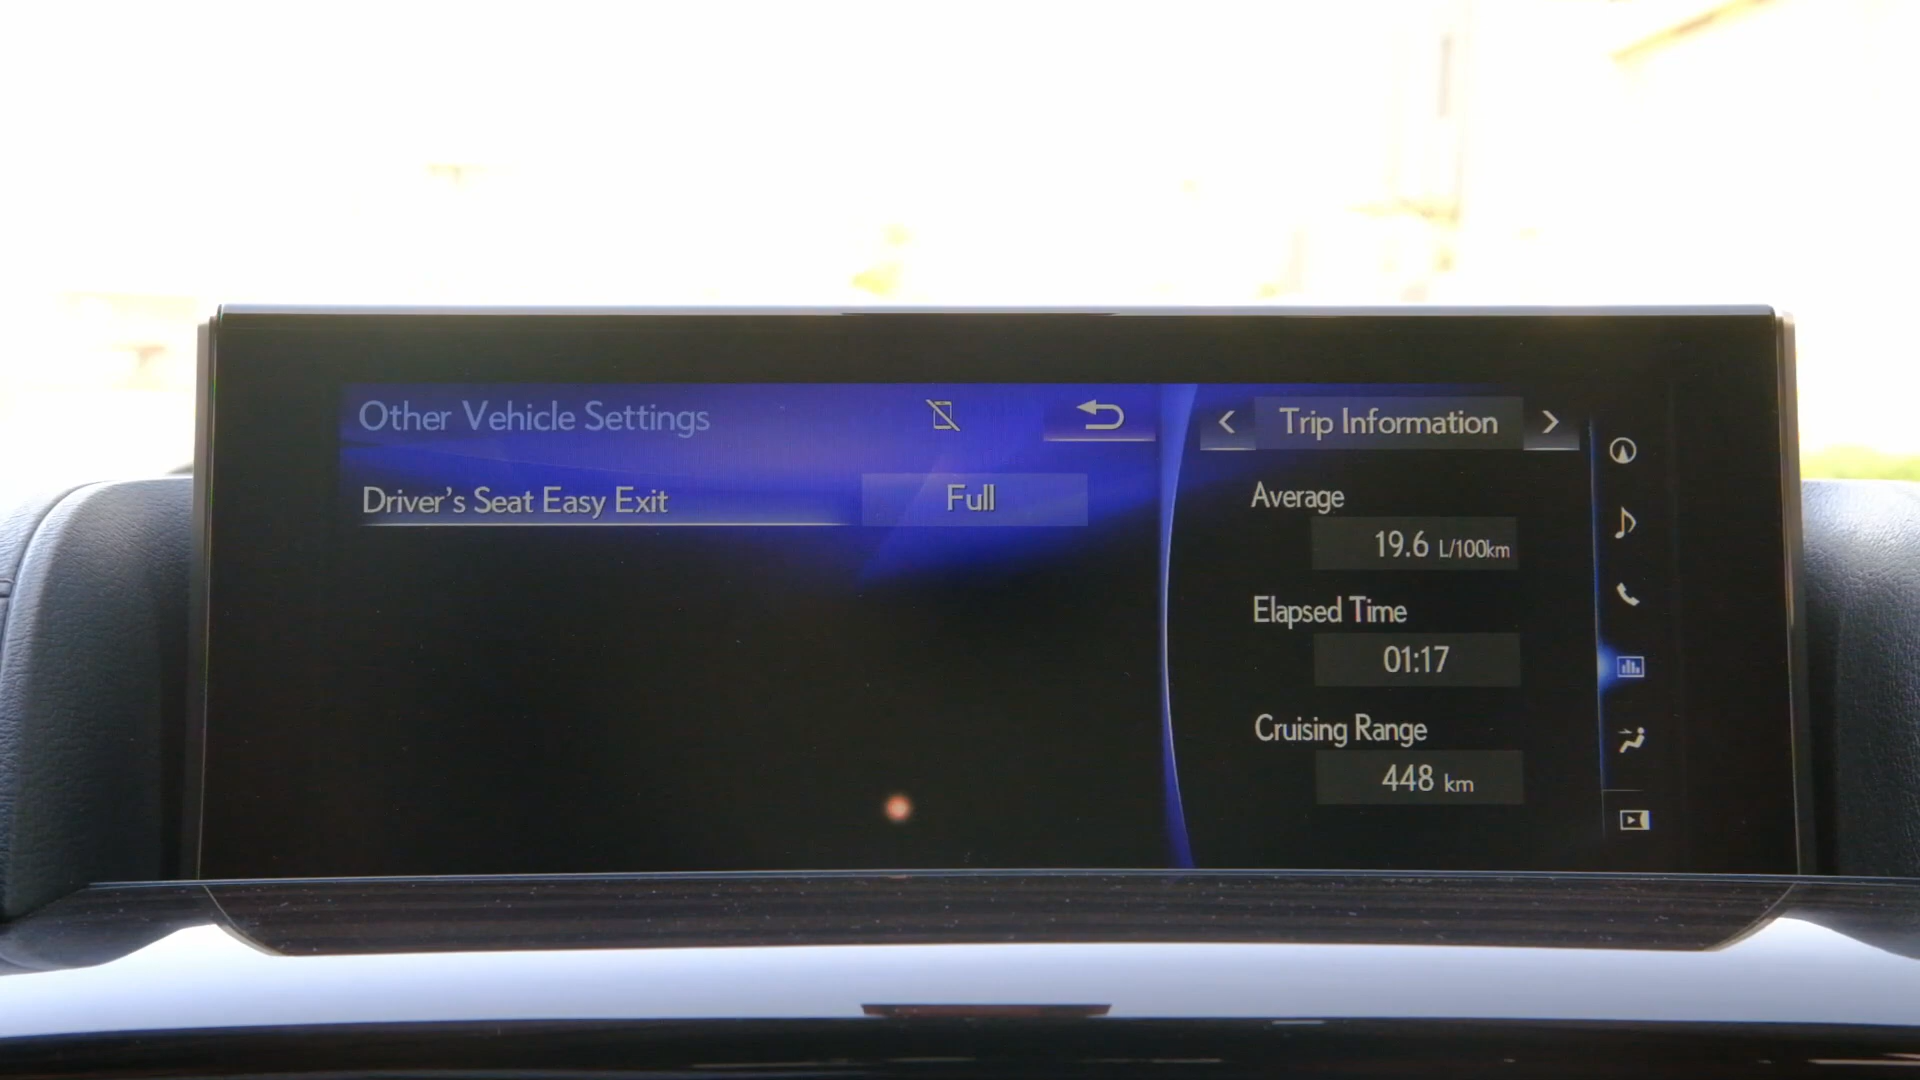 Other Vehicle Settings
Driver's Seat Easy Exit
Full
Trip Information
Average
19.6 L/100km
Elapsed Time
01:17
Cruising Range
448 km